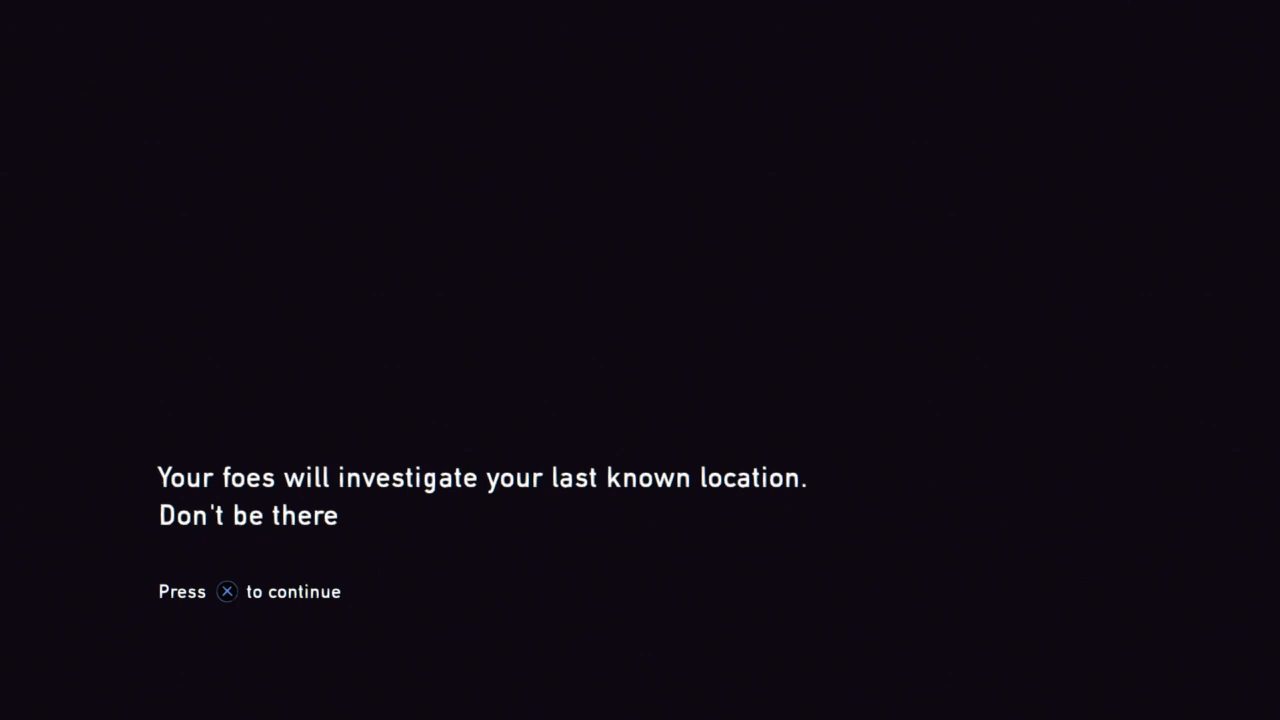 Your foes will investigate your last known location.
Don't be there
Press ⓧ to continue